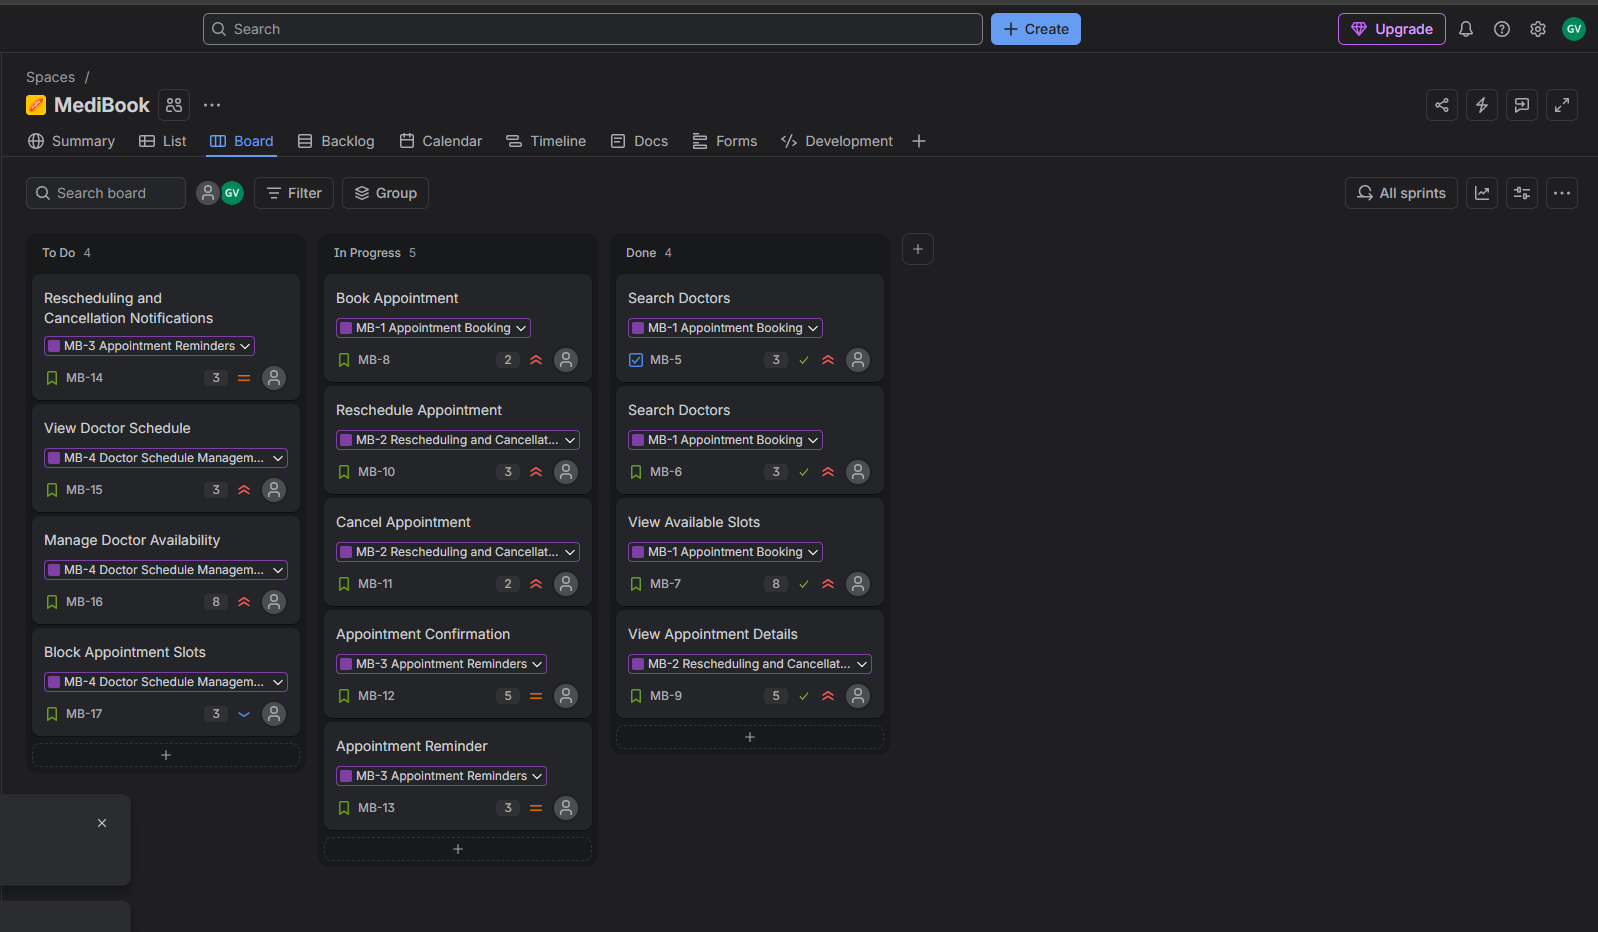 Search
Create
Upgrade
GV
Spaces /
MediBook
Summary
List
Board
Backlog
Calendar
Timeline
Docs
Forms
Development
Search board
GV
Filter
Group
All sprints
To Do 4
Rescheduling and
Cancellation Notifications
MB-3 Appointment Reminders
MB-14 3
View Doctor Schedule
MB-4 Doctor Schedule Managem...
MB-15 3
Manage Doctor Availability
MB-4 Doctor Schedule Managem...
MB-16 8
Block Appointment Slots
MB-4 Doctor Schedule Managem...
MB-17 3
In Progress 5
Book Appointment
MB-1 Appointment Booking
MB-8 2
Reschedule Appointment
MB-2 Rescheduling and Cancellat...
MB-10 3
Cancel Appointment
MB-2 Rescheduling and Cancellat...
MB-11 2
Appointment Confirmation
MB-3 Appointment Reminders
MB-12 5
Appointment Reminder
MB-3 Appointment Reminders
MB-13 3
Done 4
Search Doctors
MB-1 Appointment Booking
MB-5 3
Search Doctors
MB-1 Appointment Booking
MB-6 3
View Available Slots
MB-1 Appointment Booking
MB-7 8
View Appointment Details
MB-2 Rescheduling and Cancellat...
MB-9 5